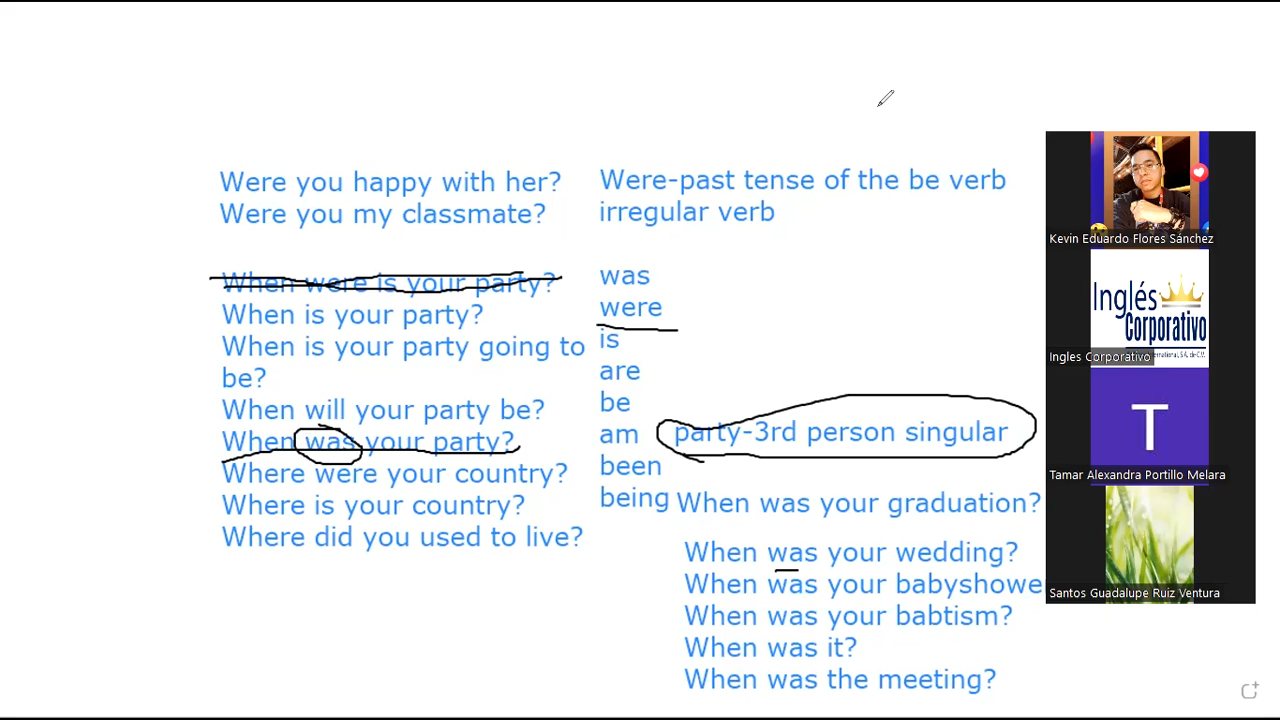 Were you happy with her?
Were you my classmate?
When were is your party?
When is your party?
When is your party going to
be?
When will your party be?
When was your party?
Where were your country?
Where is your country?
Where did you used to live?
Were-past tense of the be verb
irregular verb
was
were
is
are
be
am
been
being
party-3rd person singular
When was your graduation?
When was your wedding?
When was your babyshowe
When was your babtism?
When was it?
When was the meeting?
Kevin Eduardo Flores Sánchez
Inglés
Corporativo
Ingles Corporativo
T
Tamar Alexandra Portillo Melara
Santos Guadalupe Ruiz Ventura